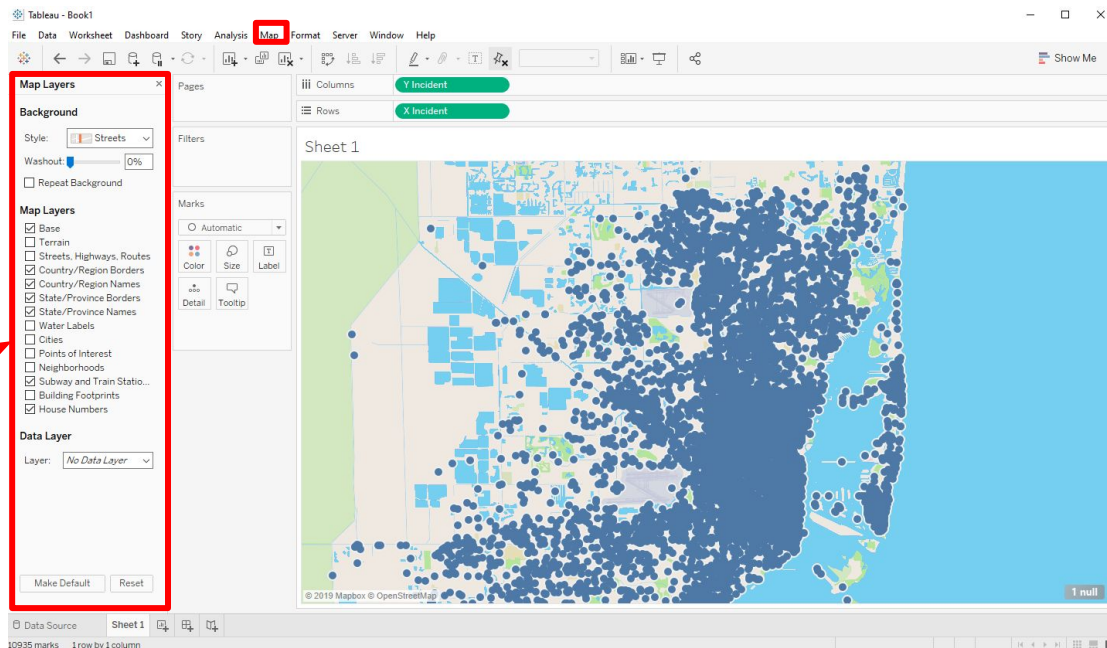 Tableau - Book1
File Data Worksheet Dashboard Story Analysis Map Format Server Window Help
Show Me
Map Layers
Background
Style: Streets
Washout: 0%
Repeat Background
Map Layers
Base
Terrain
Streets, Highways, Routes
Country/Region Borders
Country/Region Names
State/Province Borders
State/Province Names
Water Labels
Cities
Points of Interest
Neighborhoods
Subway and Train Statio...
Building Footprints
House Numbers
Data Layer
Layer: No Data Layer
Make Default Reset
Pages
Filters
Marks
Automatic
Color Size Label
Detail Tooltip
Columns Y Incident
Rows X Incident
Sheet 1
© 2019 Mapbox © OpenStreetMap
1 null
Data Source Sheet 1
10935 marks 1 row by 1 column